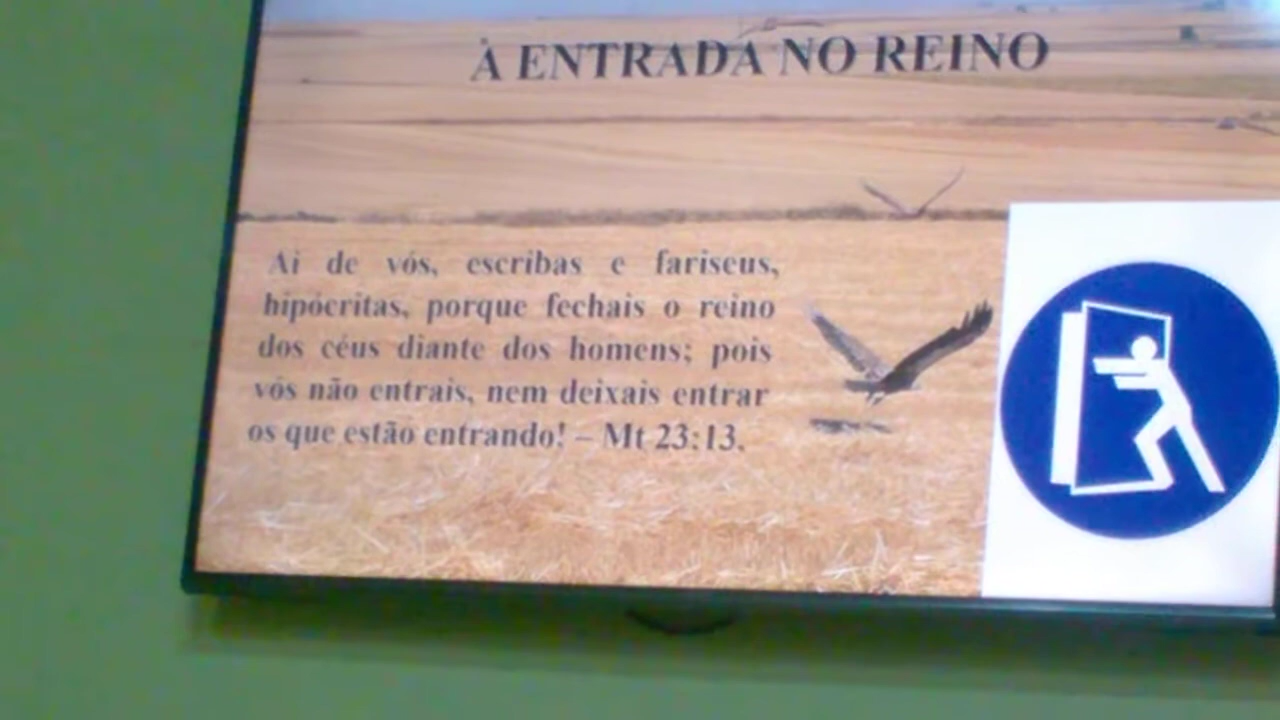 À ENTRADA NO REINO
Ai de vós, escribas e fariseus,
hipócritas, porque fechais o reino
dos céus diante dos homens; pois
vós não entrais, nem deixais entrar
os que estão entrando! – Mt 23:13.